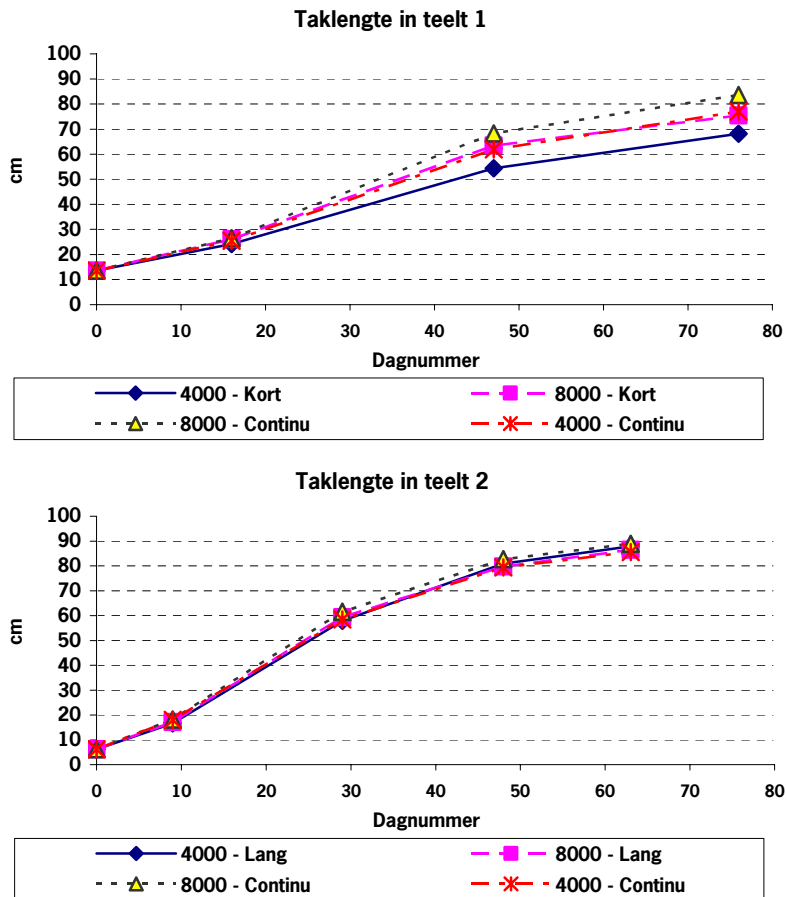 Taklengte in teelt 1
100
90
80
70
60
50
40
30
20
10
0
cm
0 10 20 30 40 50 60 70 80
Dagnummer
4000 - Kort 8000 - Kort
8000 - Continu 4000 - Continu
Taklengte in teelt 2
100
90
80
70
60
50
40
30
20
10
0
cm
0 10 20 30 40 50 60 70 80
Dagnummer
4000 - Lang 8000 - Lang
8000 - Continu 4000 - Continu